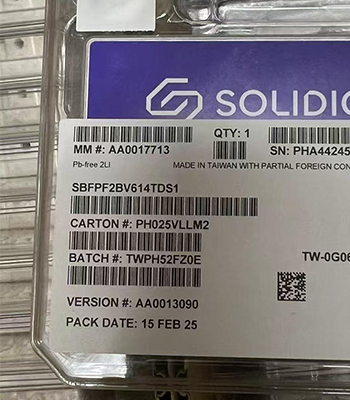 SOLIDIG
QTY: 1
MM #: AA0017713
SN: PHA44245
Pb-free 2LI
MADE IN TAIWAN WITH PARTIAL FOREIGN CON
SBFPF2BV614TDS1
CARTON #: PH025VLLM2
BATCH #: TWPH52FZ0E
TW-0G06
VERSION #: AA0013090
PACK DATE: 15 FEB 25